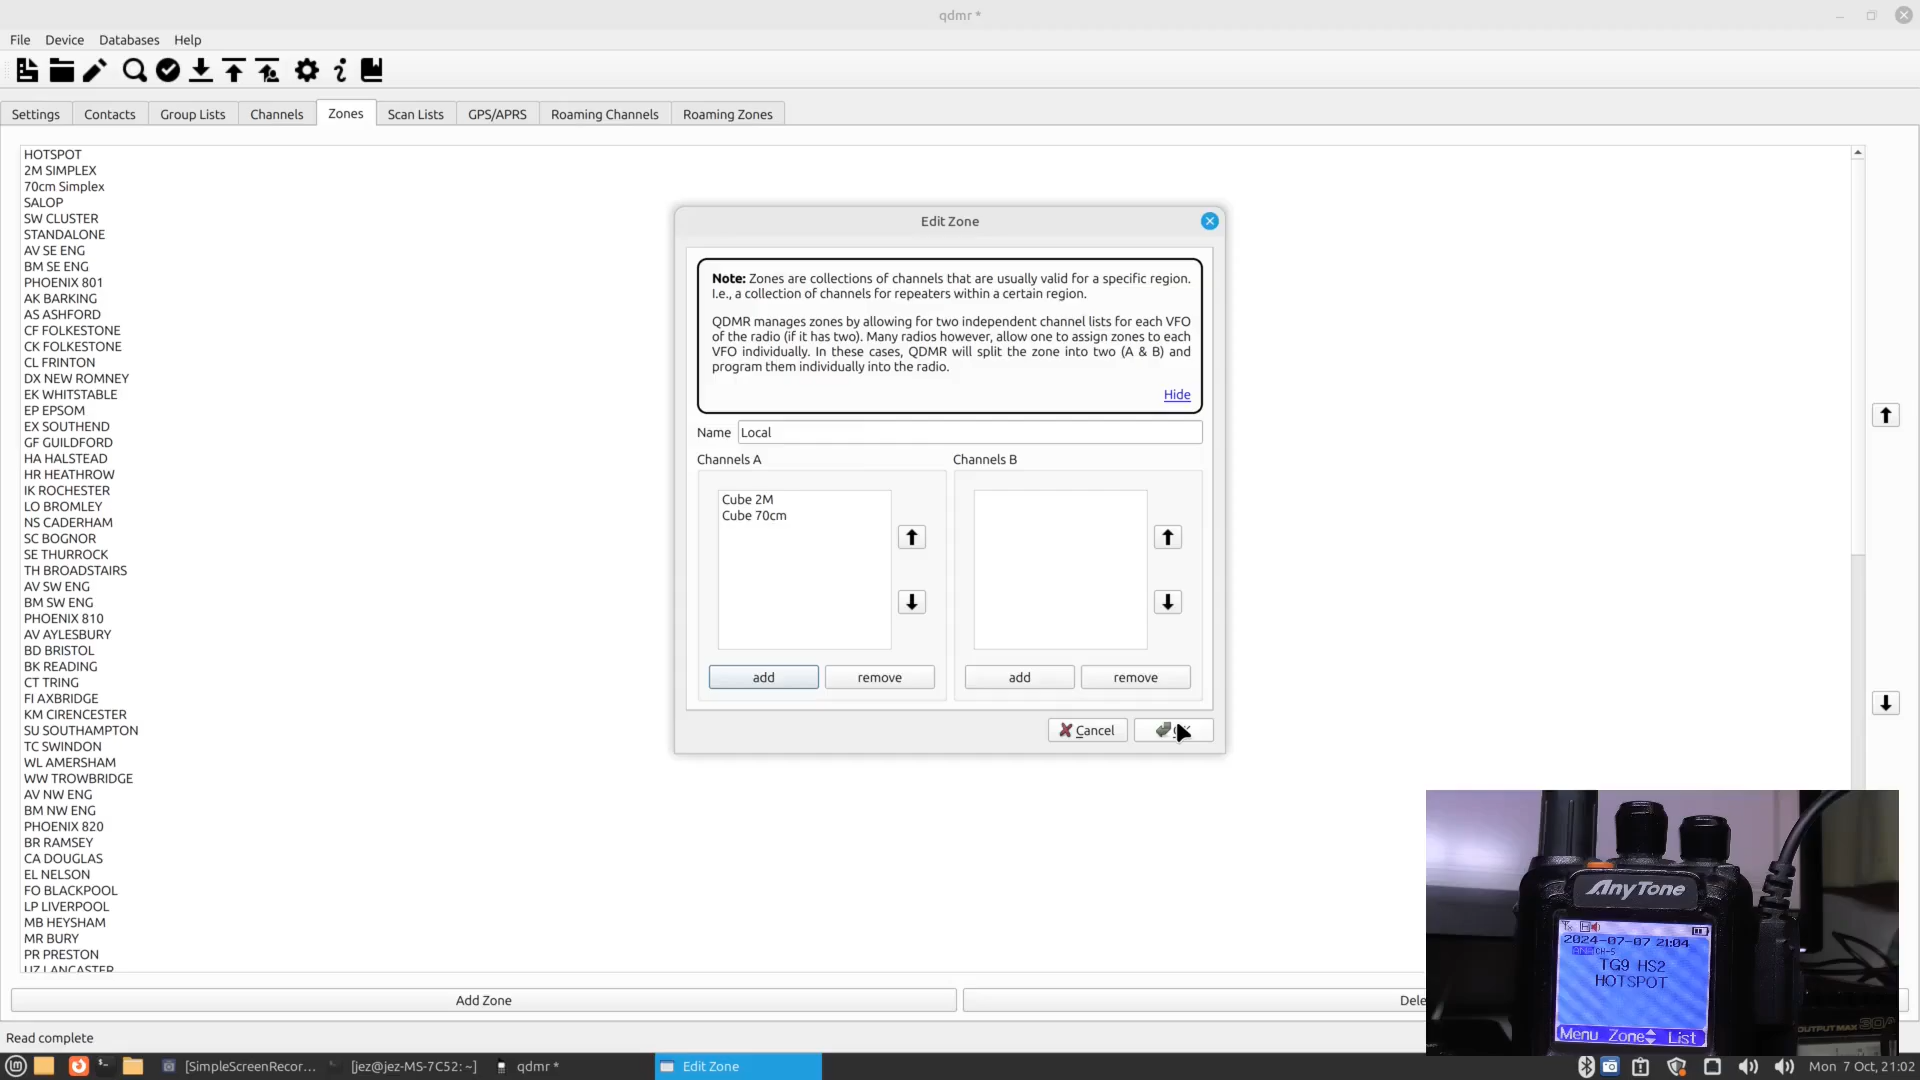 qdmr *
File Device Databases Help
Settings Contacts Group Lists Channels Zones Scan Lists GPS/APRS Roaming Channels Roaming Zones
HOTSPOT
2M SIMPLEX
70cm Simplex
SALOP
SW CLUSTER
STANDALONE
AV SE ENG
BM SE ENG
PHOENIX 801
AK BARKING
AS ASHFORD
CF FOLKESTONE
CK FOLKESTONE
CL FRINTON
DX NEW ROMNEY
EK WHITSTABLE
EP EPSOM
EX SOUTHEND
GF GUILDFORD
HA HALSTEAD
HR HEATHROW
IK ROCHESTER
LO BROMLEY
NS CADERHAM
SC BOGNOR
SE THURROCK
TH BROADSTAIRS
AV SW ENG
BM SW ENG
PHOENIX 810
AV AYLESBURY
BD BRISTOL
BK READING
CT TRING
FI AXBRIDGE
KM CIRENCESTER
SU SOUTHAMPTON
TC SWINDON
WL AMERSHAM
WW TROWBRIDGE
AV NW ENG
BM NW ENG
PHOENIX 820
BR RAMSEY
CA DOUGLAS
EL NELSON
FO BLACKPOOL
LP LIVERPOOL
MB HEYSHAM
MR BURY
PR PRESTON
UZ LANCASTER
Edit Zone
Note: Zones are collections of channels that are usually valid for a specific region.
I.e., a collection of channels for repeaters within a certain region.
QDMR manages zones by allowing for two independent channel lists for each VFO
of the radio (if it has two). Many radios however, allow one to assign zones to each
VFO individually. In these cases, QDMR will split the zone into two (A & B) and
program them individually into the radio.
Hide
Name Local
Channels A Channels B
Cube 2M
Cube 70cm
add remove add remove
Cancel
Add Zone Dele
AnyTone
2024-07-07 21:04
CH-5
TG9 HS2
HOTSPOT
Menu Zone List
OUTPUT MAX 30A
Read complete
[SimpleScreenRecor... [jez@jez-MS-7C52: ~] qdmr * Edit Zone Mon 7 Oct, 21:02